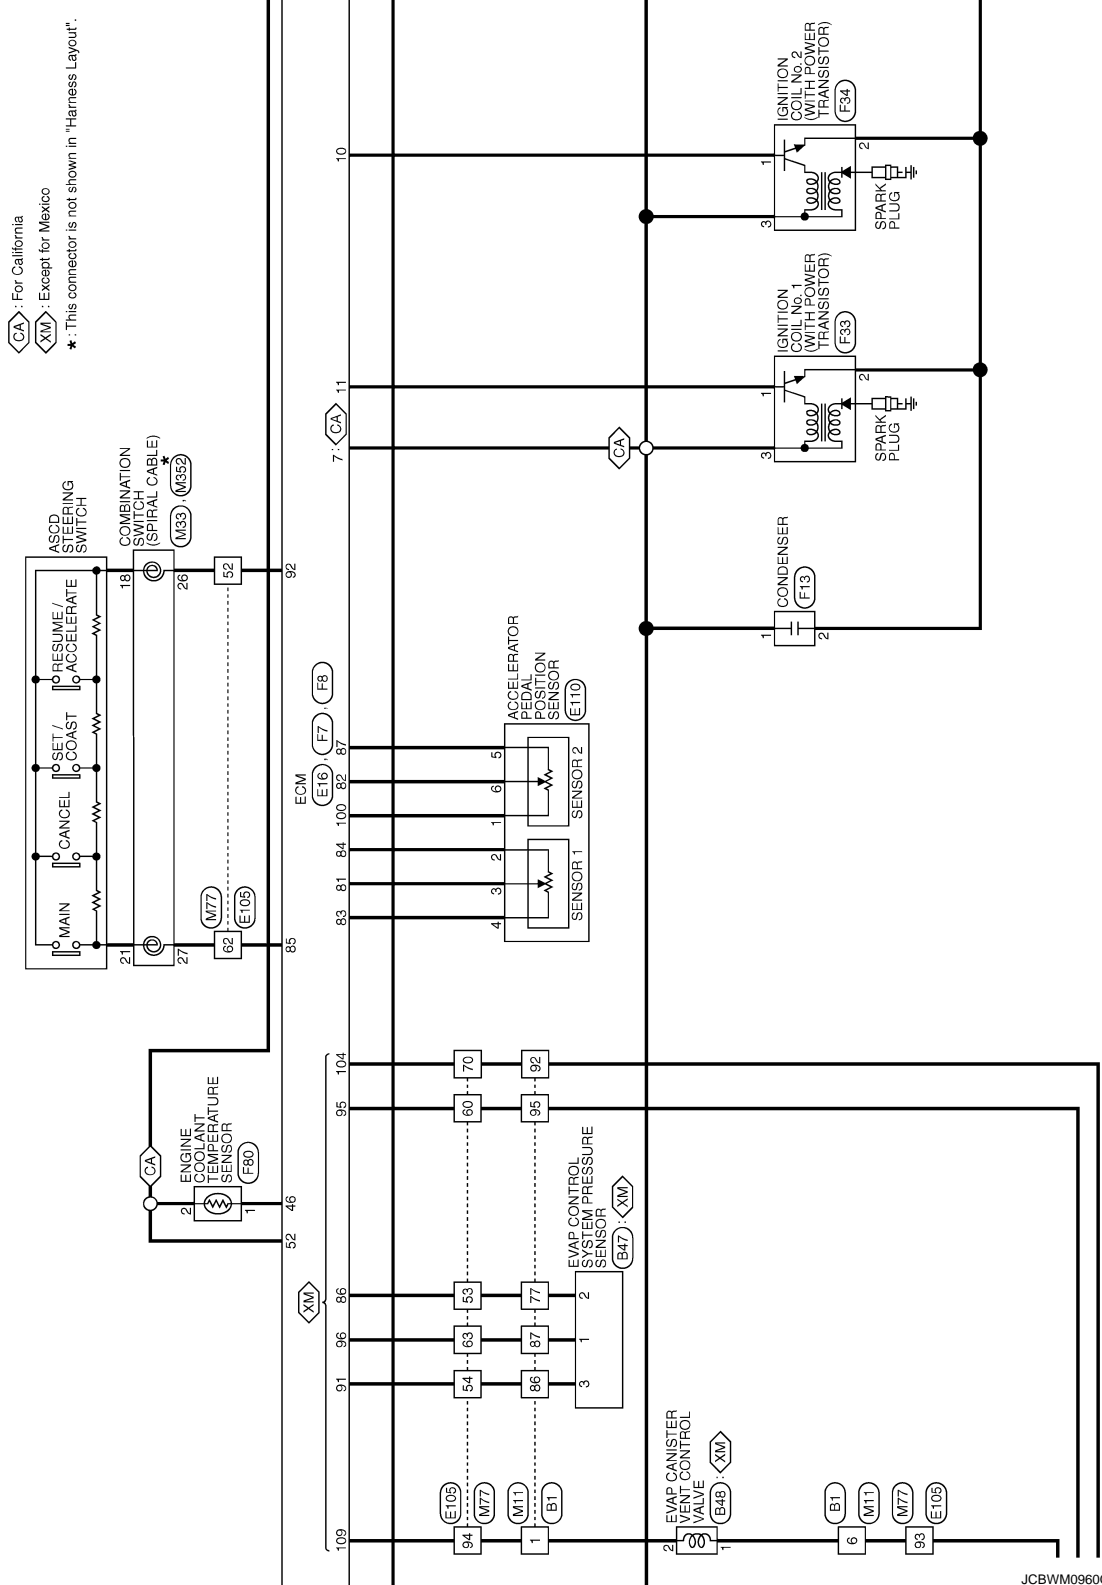 CA : For California
XM : Except for Mexico
* : This connector is not shown in "Harness Layout".
ASCD
STEERING
SWITCH
MAIN
CANCEL
SET /
COAST
RESUME /
ACCELERATE
21
18
COMBINATION
SWITCH
(SPIRAL CABLE)
M33 , M352 *
27
26
M77
E105
62
52
85
92
CA
ENGINE
COOLANT
TEMPERATURE
SENSOR
F80
2
1
52
46
ECM
E16 , F7 , F8
XM
109
91
96
86
95
104
83
81
84
100
82
87
7 : CA
11
10
E105
M77
94
54
63
53
60
70
M11
B1
1
86
87
77
95
92
3
1
2
EVAP CONTROL
SYSTEM PRESSURE
SENSOR
B47 : XM
4
3
2
1
6
5
SENSOR 1
SENSOR 2
ACCELERATOR
PEDAL
POSITION
SENSOR
E110
CA
EVAP CANISTER
VENT CONTROL
VALVE
B48 : XM
2
1
B1
M11
6
M77
E105
93
CONDENSER
F13
1
2
IGNITION
COIL No. 1
(WITH POWER
TRANSISTOR)
F33
3
1
2
SPARK
PLUG
IGNITION
COIL No. 2
(WITH POWER
TRANSISTOR)
F34
3
1
2
SPARK
PLUG